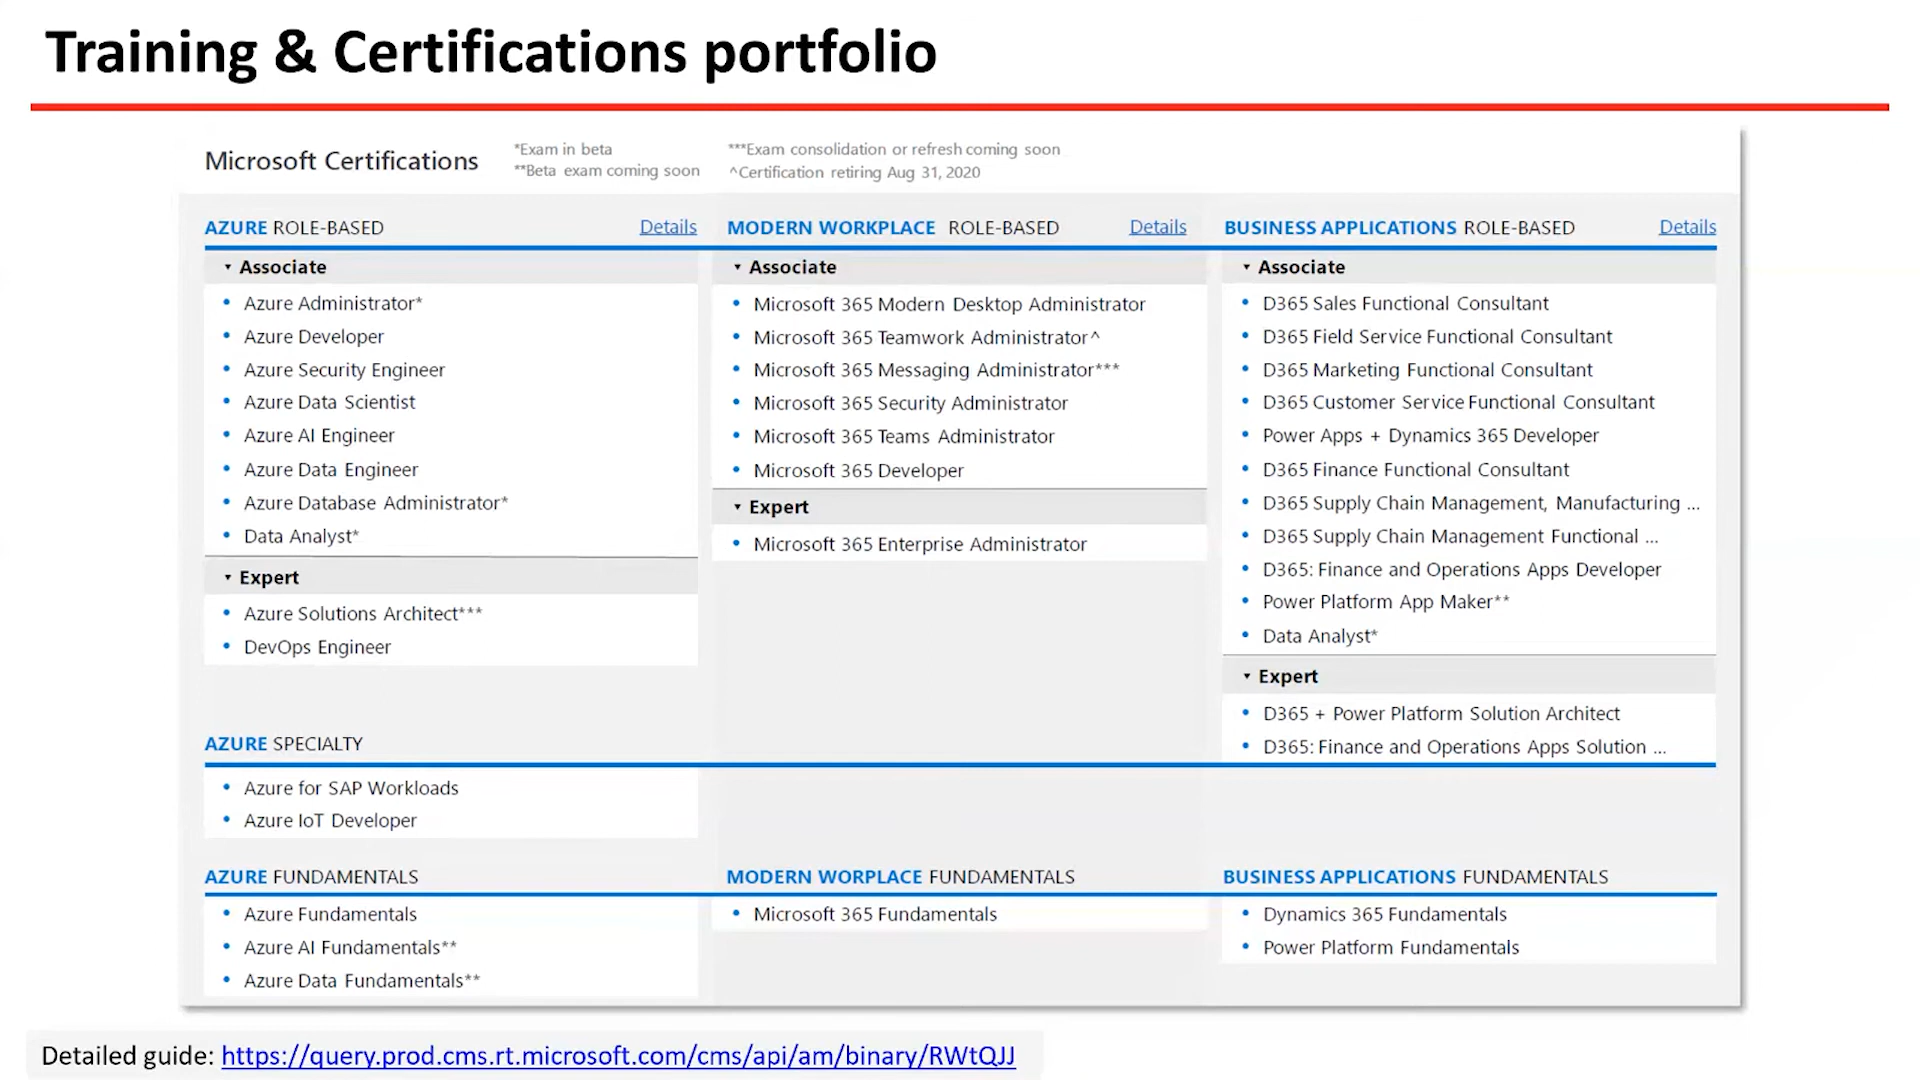 Training & Certifications portfolio
Microsoft Certifications
*Exam in beta
**Beta exam coming soon
***Exam consolidation or refresh coming soon
^Certification retiring Aug 31, 2020
AZURE ROLE-BASED Details
Associate
Azure Administrator*
Azure Developer
Azure Security Engineer
Azure Data Scientist
Azure AI Engineer
Azure Data Engineer
Azure Database Administrator*
Data Analyst*
Expert
Azure Solutions Architect***
DevOps Engineer
AZURE SPECIALTY
Azure for SAP Workloads
Azure IoT Developer
AZURE FUNDAMENTALS
Azure Fundamentals
Azure AI Fundamentals**
Azure Data Fundamentals**
MODERN WORKPLACE ROLE-BASED Details
Associate
Microsoft 365 Modern Desktop Administrator
Microsoft 365 Teamwork Administrator^
Microsoft 365 Messaging Administrator***
Microsoft 365 Security Administrator
Microsoft 365 Teams Administrator
Microsoft 365 Developer
Expert
Microsoft 365 Enterprise Administrator
MODERN WORPLACE FUNDAMENTALS
Microsoft 365 Fundamentals
BUSINESS APPLICATIONS ROLE-BASED Details
Associate
D365 Sales Functional Consultant
D365 Field Service Functional Consultant
D365 Marketing Functional Consultant
D365 Customer Service Functional Consultant
Power Apps + Dynamics 365 Developer
D365 Finance Functional Consultant
D365 Supply Chain Management, Manufacturing ...
D365 Supply Chain Management Functional ...
D365: Finance and Operations Apps Developer
Power Platform App Maker**
Data Analyst*
Expert
D365 + Power Platform Solution Architect
D365: Finance and Operations Apps Solution ...
BUSINESS APPLICATIONS FUNDAMENTALS
Dynamics 365 Fundamentals
Power Platform Fundamentals
Detailed guide: https://query.prod.cms.rt.microsoft.com/cms/api/am/binary/RWtQJJ